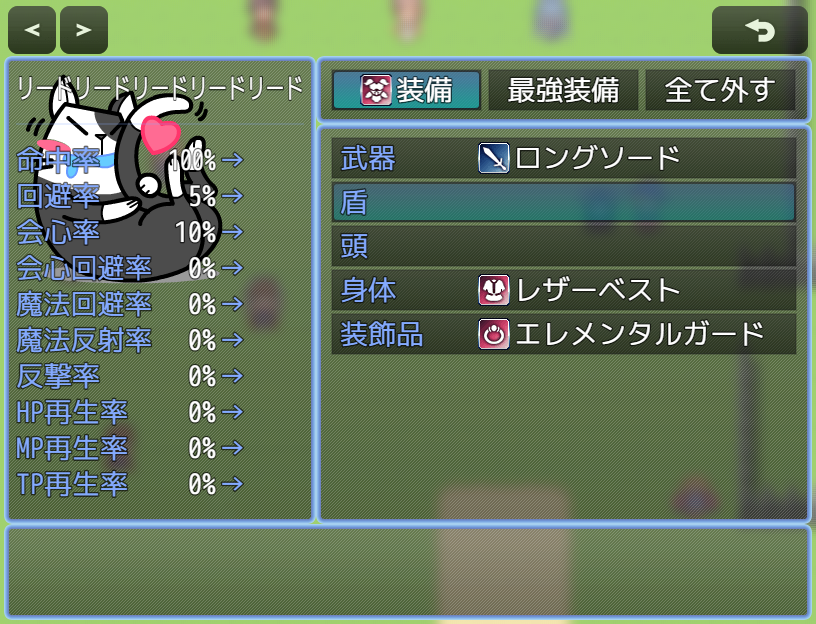 < >
装備 最強装備 全て外す
リードリードリードリードリード
命中率 100% →
回避率 5% →
会心率 10% →
会心回避率 0% →
魔法回避率 0% →
魔法反射率 0% →
反撃率 0% →
HP再生率 0% →
MP再生率 0% →
TP再生率 0% →
武器 ロングソード
盾
頭
身体 レザーベスト
装飾品 エレメンタルガード